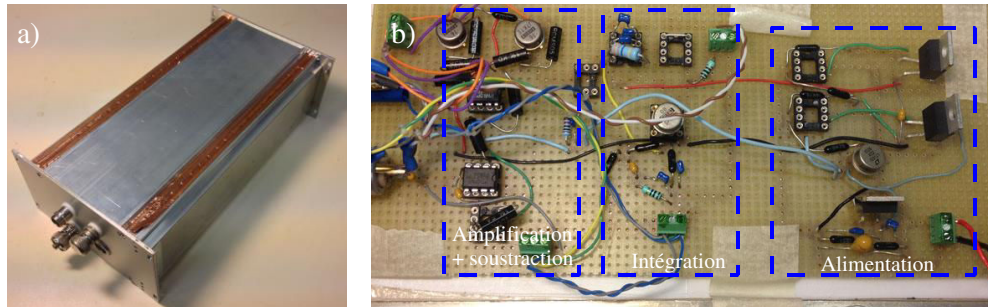 a)
b)
Amplification
+ soustraction
Intégration
Alimentation